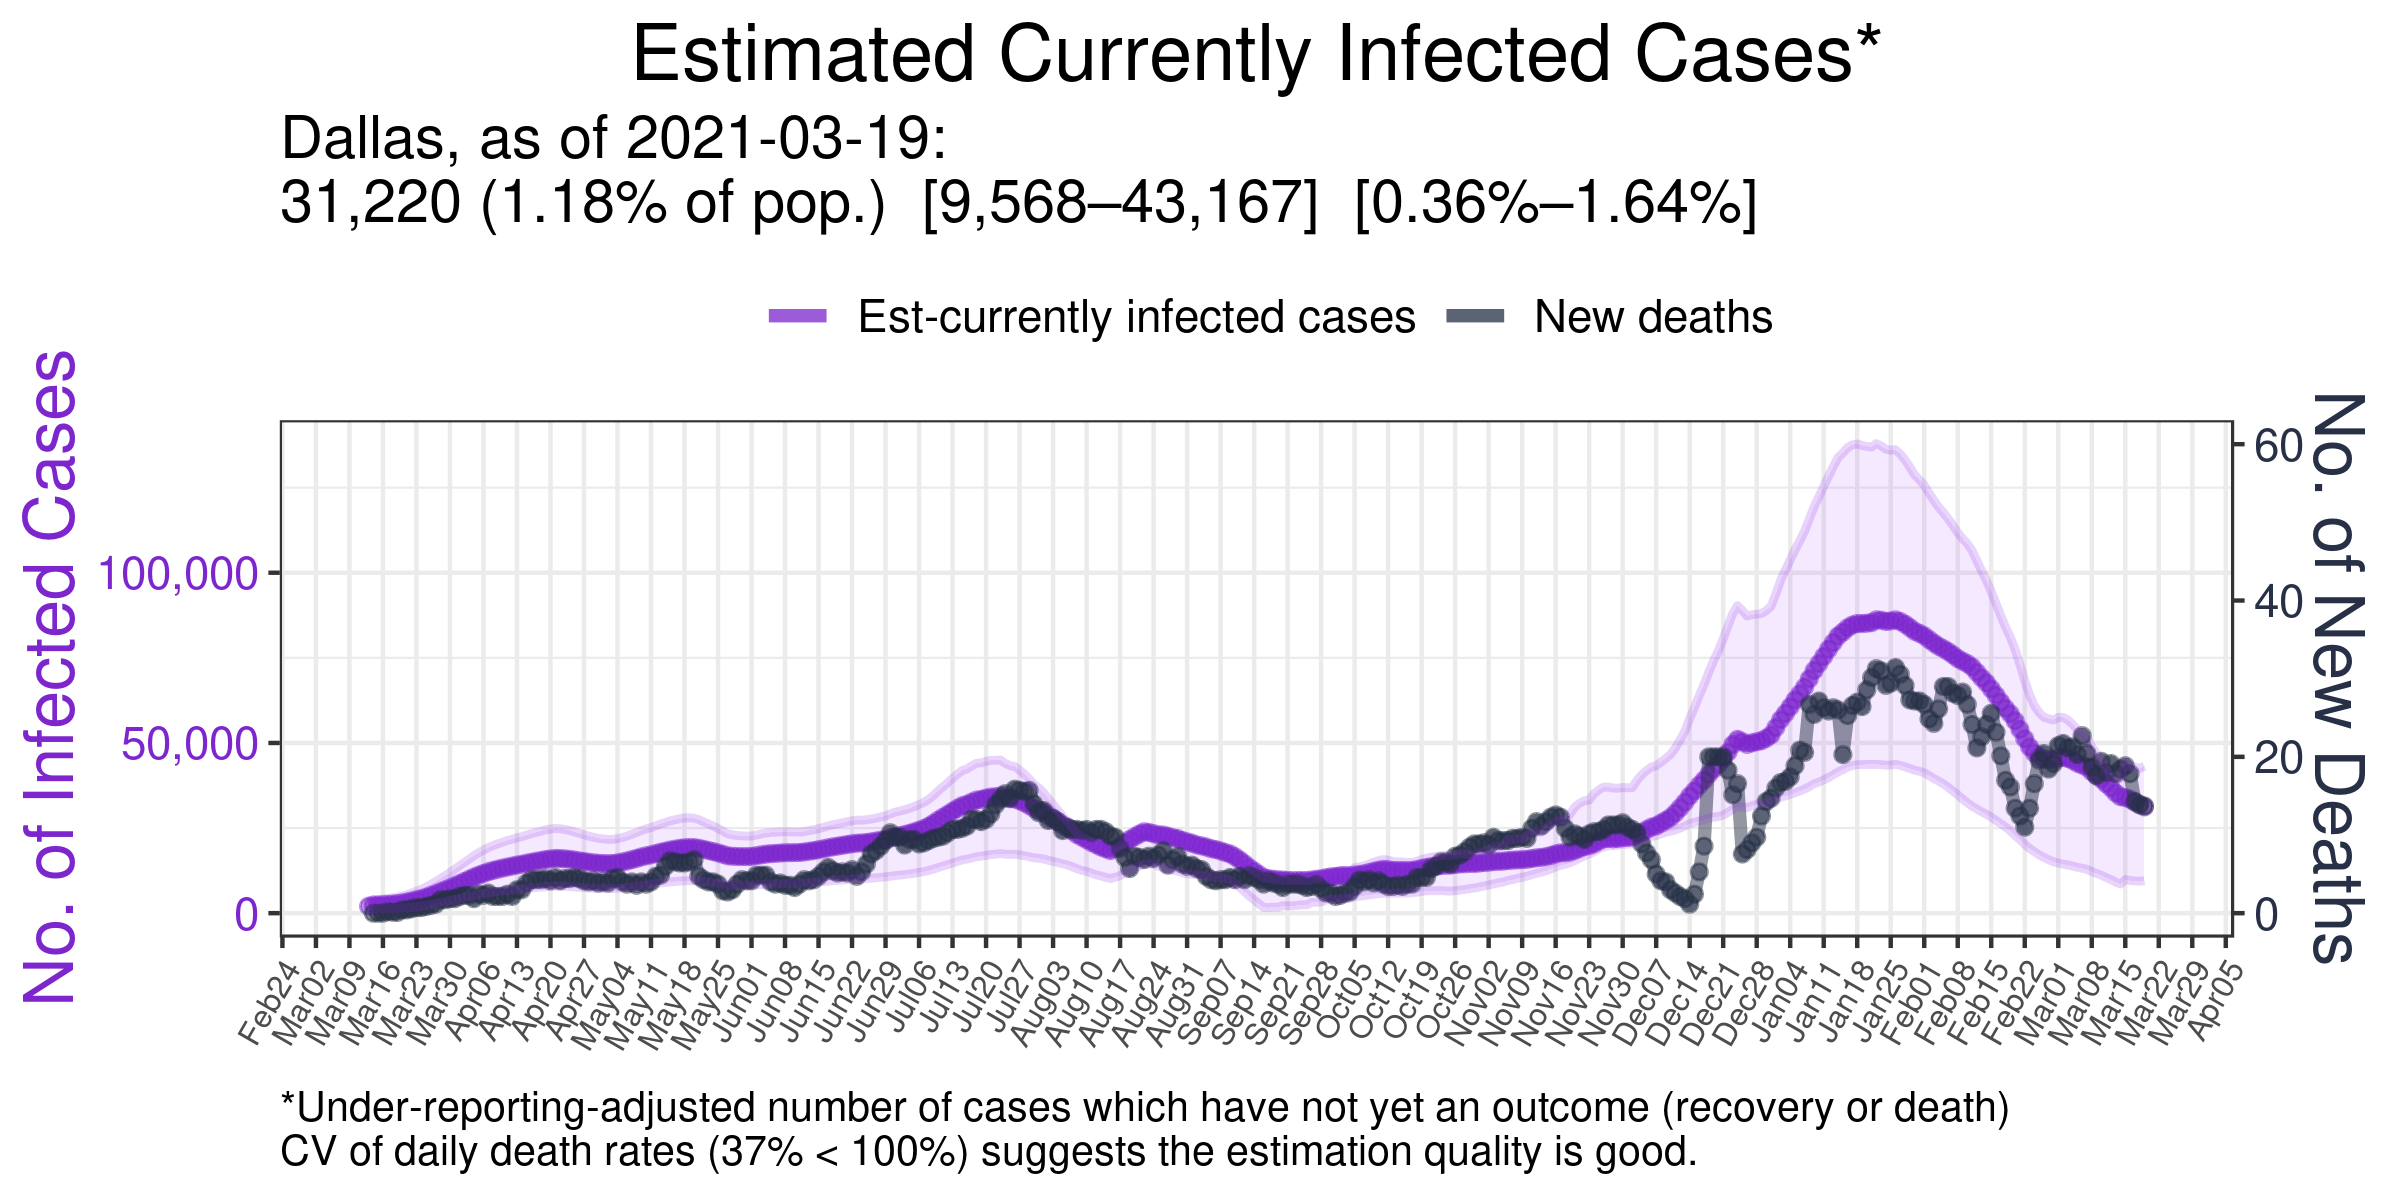 Estimated Currently Infected Cases*
Dallas, as of 2021-03-19:
31,220 (1.18% of pop.) [9,568–43,167] [0.36%–1.64%]
Est-currently infected cases New deaths
No. of Infected Cases
100,000
50,000
0
60
40
20
0
No. of New Deaths
Feb24 Mar02 Mar09 Mar16 Mar23 Mar30 Apr06 Apr13 Apr20 Apr27 May04 May11 May18 May25 Jun01 Jun08 Jun15 Jun22 Jun29 Jul06 Jul13 Jul20 Jul27 Aug03 Aug10 Aug17 Aug24 Aug31 Sep07 Sep14 Sep21 Sep28 Oct05 Oct12 Oct19 Oct26 Nov02 Nov09 Nov16 Nov23 Nov30 Dec07 Dec14 Dec21 Dec28 Jan04 Jan11 Jan18 Jan25 Feb01 Feb08 Feb15 Feb22 Mar01 Mar08 Mar15 Mar22 Mar29 Apr05
*Under-reporting-adjusted number of cases which have not yet an outcome (recovery or death)
CV of daily death rates (37% < 100%) suggests the estimation quality is good.